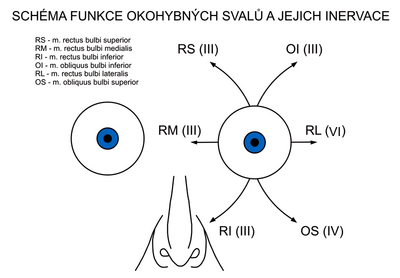 SCHÉMA FUNKCE OKOHYBNÝCH SVALŮ A JEJICH INERVACE
RS - m. rectus bulbi superior
RM - m. rectus bulbi medialis
RI - m. rectus bulbi inferior
OI - m. obliquus bulbi inferior
RL - m. rectus bulbi lateralis
OS - m. obliquus bulbi superior
RS (III)
OI (III)
RM (III)
RL (VI)
RI (III)
OS (IV)